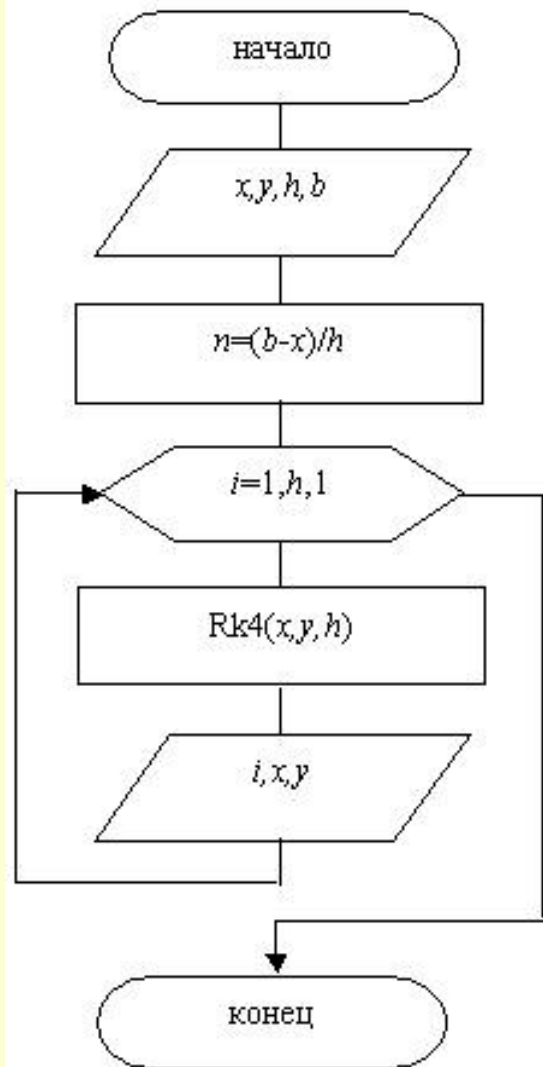 начало
x,y,h,b
n=(b-x)/h
i=1,h,1
Rk4(x,y,h)
i,x,y
конец